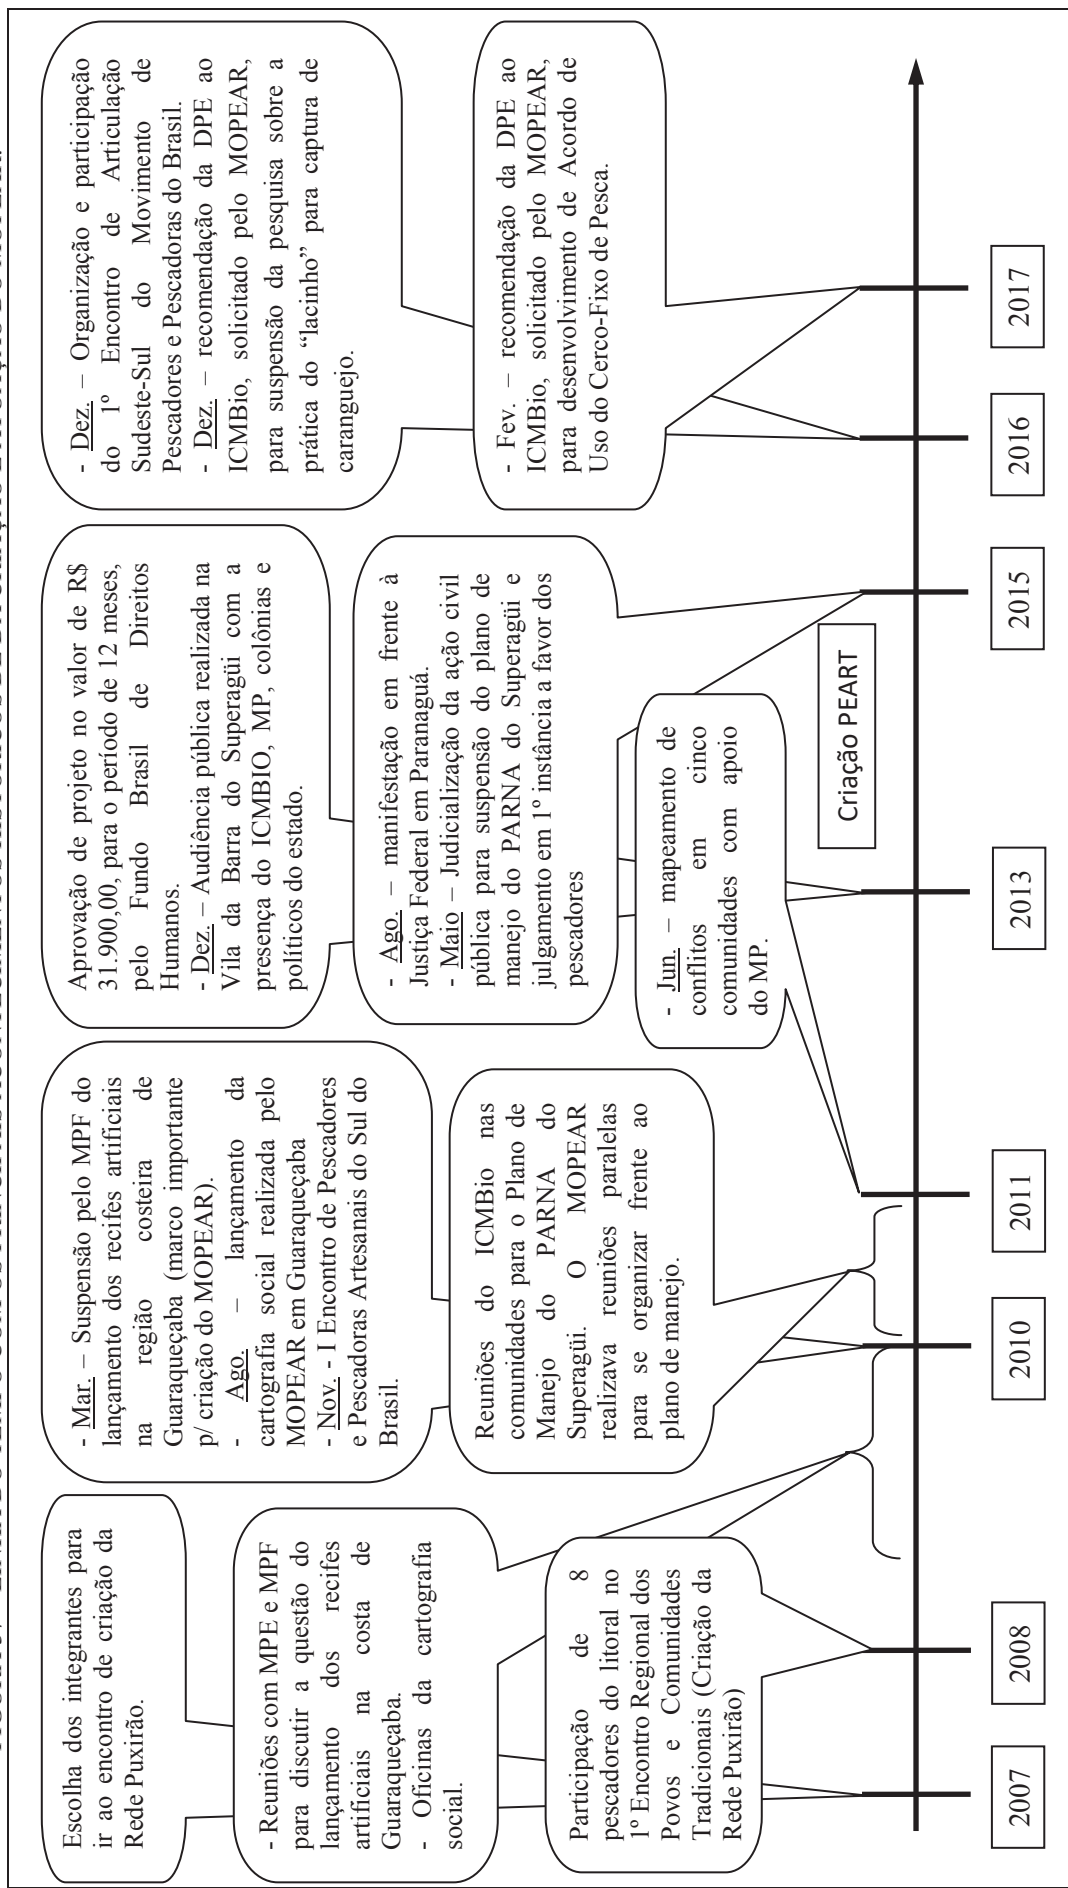 Escolha dos integrantes para
ir ao encontro de criação da
Rede Puxirão.
- Reuniões com MPE e MPF
para discutir a questão do
lançamento dos recifes
artificiais na costa de
Guaraqueçaba.
- Oficinas da cartografia
social.
Participação de 8
pescadores do litoral no
1º Encontro Regional dos
Povos e Comunidades
Tradicionais (Criação da
Rede Puxirão)
- Mar. – Suspensão pelo MPF do
lançamento dos recifes artificiais
na região costeira de
Guaraqueçaba (marco importante
p/ criação do MOPEAR).
- Ago. – lançamento da
cartografia social realizada pelo
MOPEAR em Guaraqueçaba
- Nov. - I Encontro de Pescadores
e Pescadoras Artesanais do Sul do
Brasil.
Reuniões do ICMBio nas
comunidades para o Plano de
Manejo do PARNA do
Superagüi. O MOPEAR
realizava reuniões paralelas
para se organizar frente ao
plano de manejo.
Aprovação de projeto no valor de R$
31.900,00, para o período de 12 meses,
pelo Fundo Brasil de Direitos
Humanos.
- Dez. – Audiência pública realizada na
Vila da Barra do Superagüi com a
presença do ICMBIO, MP, colônias e
políticos do estado.
- Ago. – manifestação em frente à
Justiça Federal em Paranaguá.
- Maio – Judicialização da ação civil
pública para suspensão do plano de
manejo do PARNA do Superagüi e
julgamento em 1º instância a favor dos
pescadores
- Jun. – mapeamento de
conflitos em cinco
comunidades com apoio
do MP.
Criação PEART
- Dez. – Organização e participação
do 1º Encontro de Articulação
Sudeste-Sul do Movimento de
Pescadores e Pescadoras do Brasil.
- Dez. – recomendação da DPE ao
ICMBio, solicitado pelo MOPEAR,
para suspensão da pesquisa sobre a
prática do “lacinho” para captura de
caranguejo.
- Fev. – recomendação da DPE ao
ICMBio, solicitado pelo MOPEAR,
para desenvolvimento de Acordo de
Uso do Cerco-Fixo de Pesca.
2007
2008
2010
2011
2013
2015
2016
2017